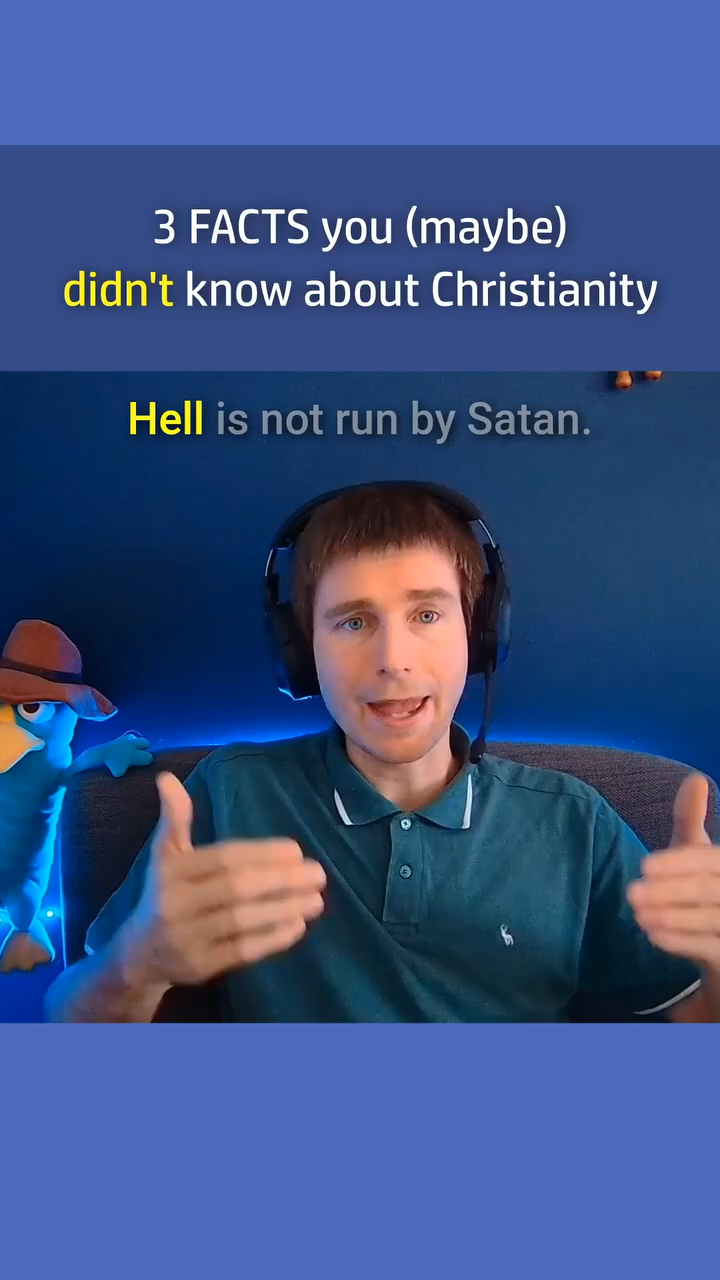 3 FACTS you (maybe)
didn't know about Christianity
Hell is not run by Satan.